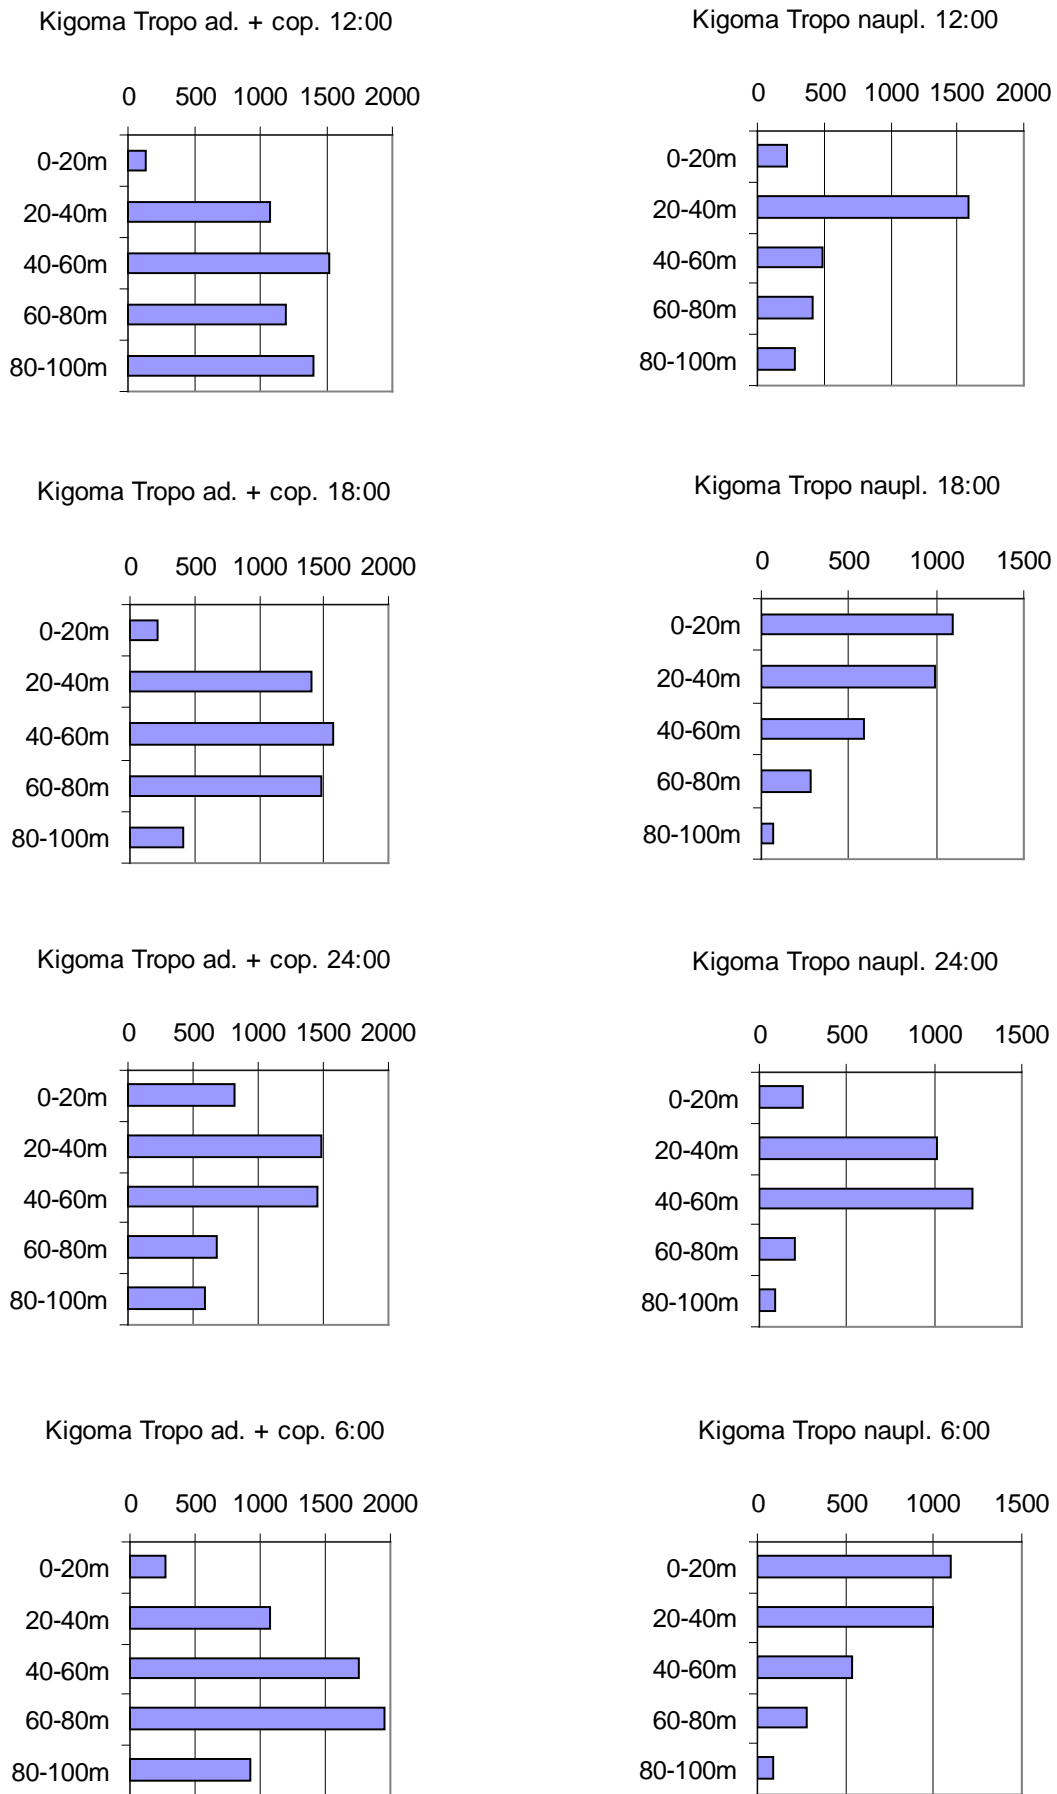 Kigoma Tropo ad. + cop. 12:00
0 500 1000 1500 2000
0-20m
20-40m
40-60m
60-80m
80-100m
Kigoma Tropo naupl. 12:00
0 500 1000 1500 2000
0-20m
20-40m
40-60m
60-80m
80-100m
Kigoma Tropo ad. + cop. 18:00
0 500 1000 1500 2000
0-20m
20-40m
40-60m
60-80m
80-100m
Kigoma Tropo naupl. 18:00
0 500 1000 1500
0-20m
20-40m
40-60m
60-80m
80-100m
Kigoma Tropo ad. + cop. 24:00
0 500 1000 1500 2000
0-20m
20-40m
40-60m
60-80m
80-100m
Kigoma Tropo naupl. 24:00
0 500 1000 1500
0-20m
20-40m
40-60m
60-80m
80-100m
Kigoma Tropo ad. + cop. 6:00
0 500 1000 1500 2000
0-20m
20-40m
40-60m
60-80m
80-100m
Kigoma Tropo naupl. 6:00
0 500 1000 1500
0-20m
20-40m
40-60m
60-80m
80-100m